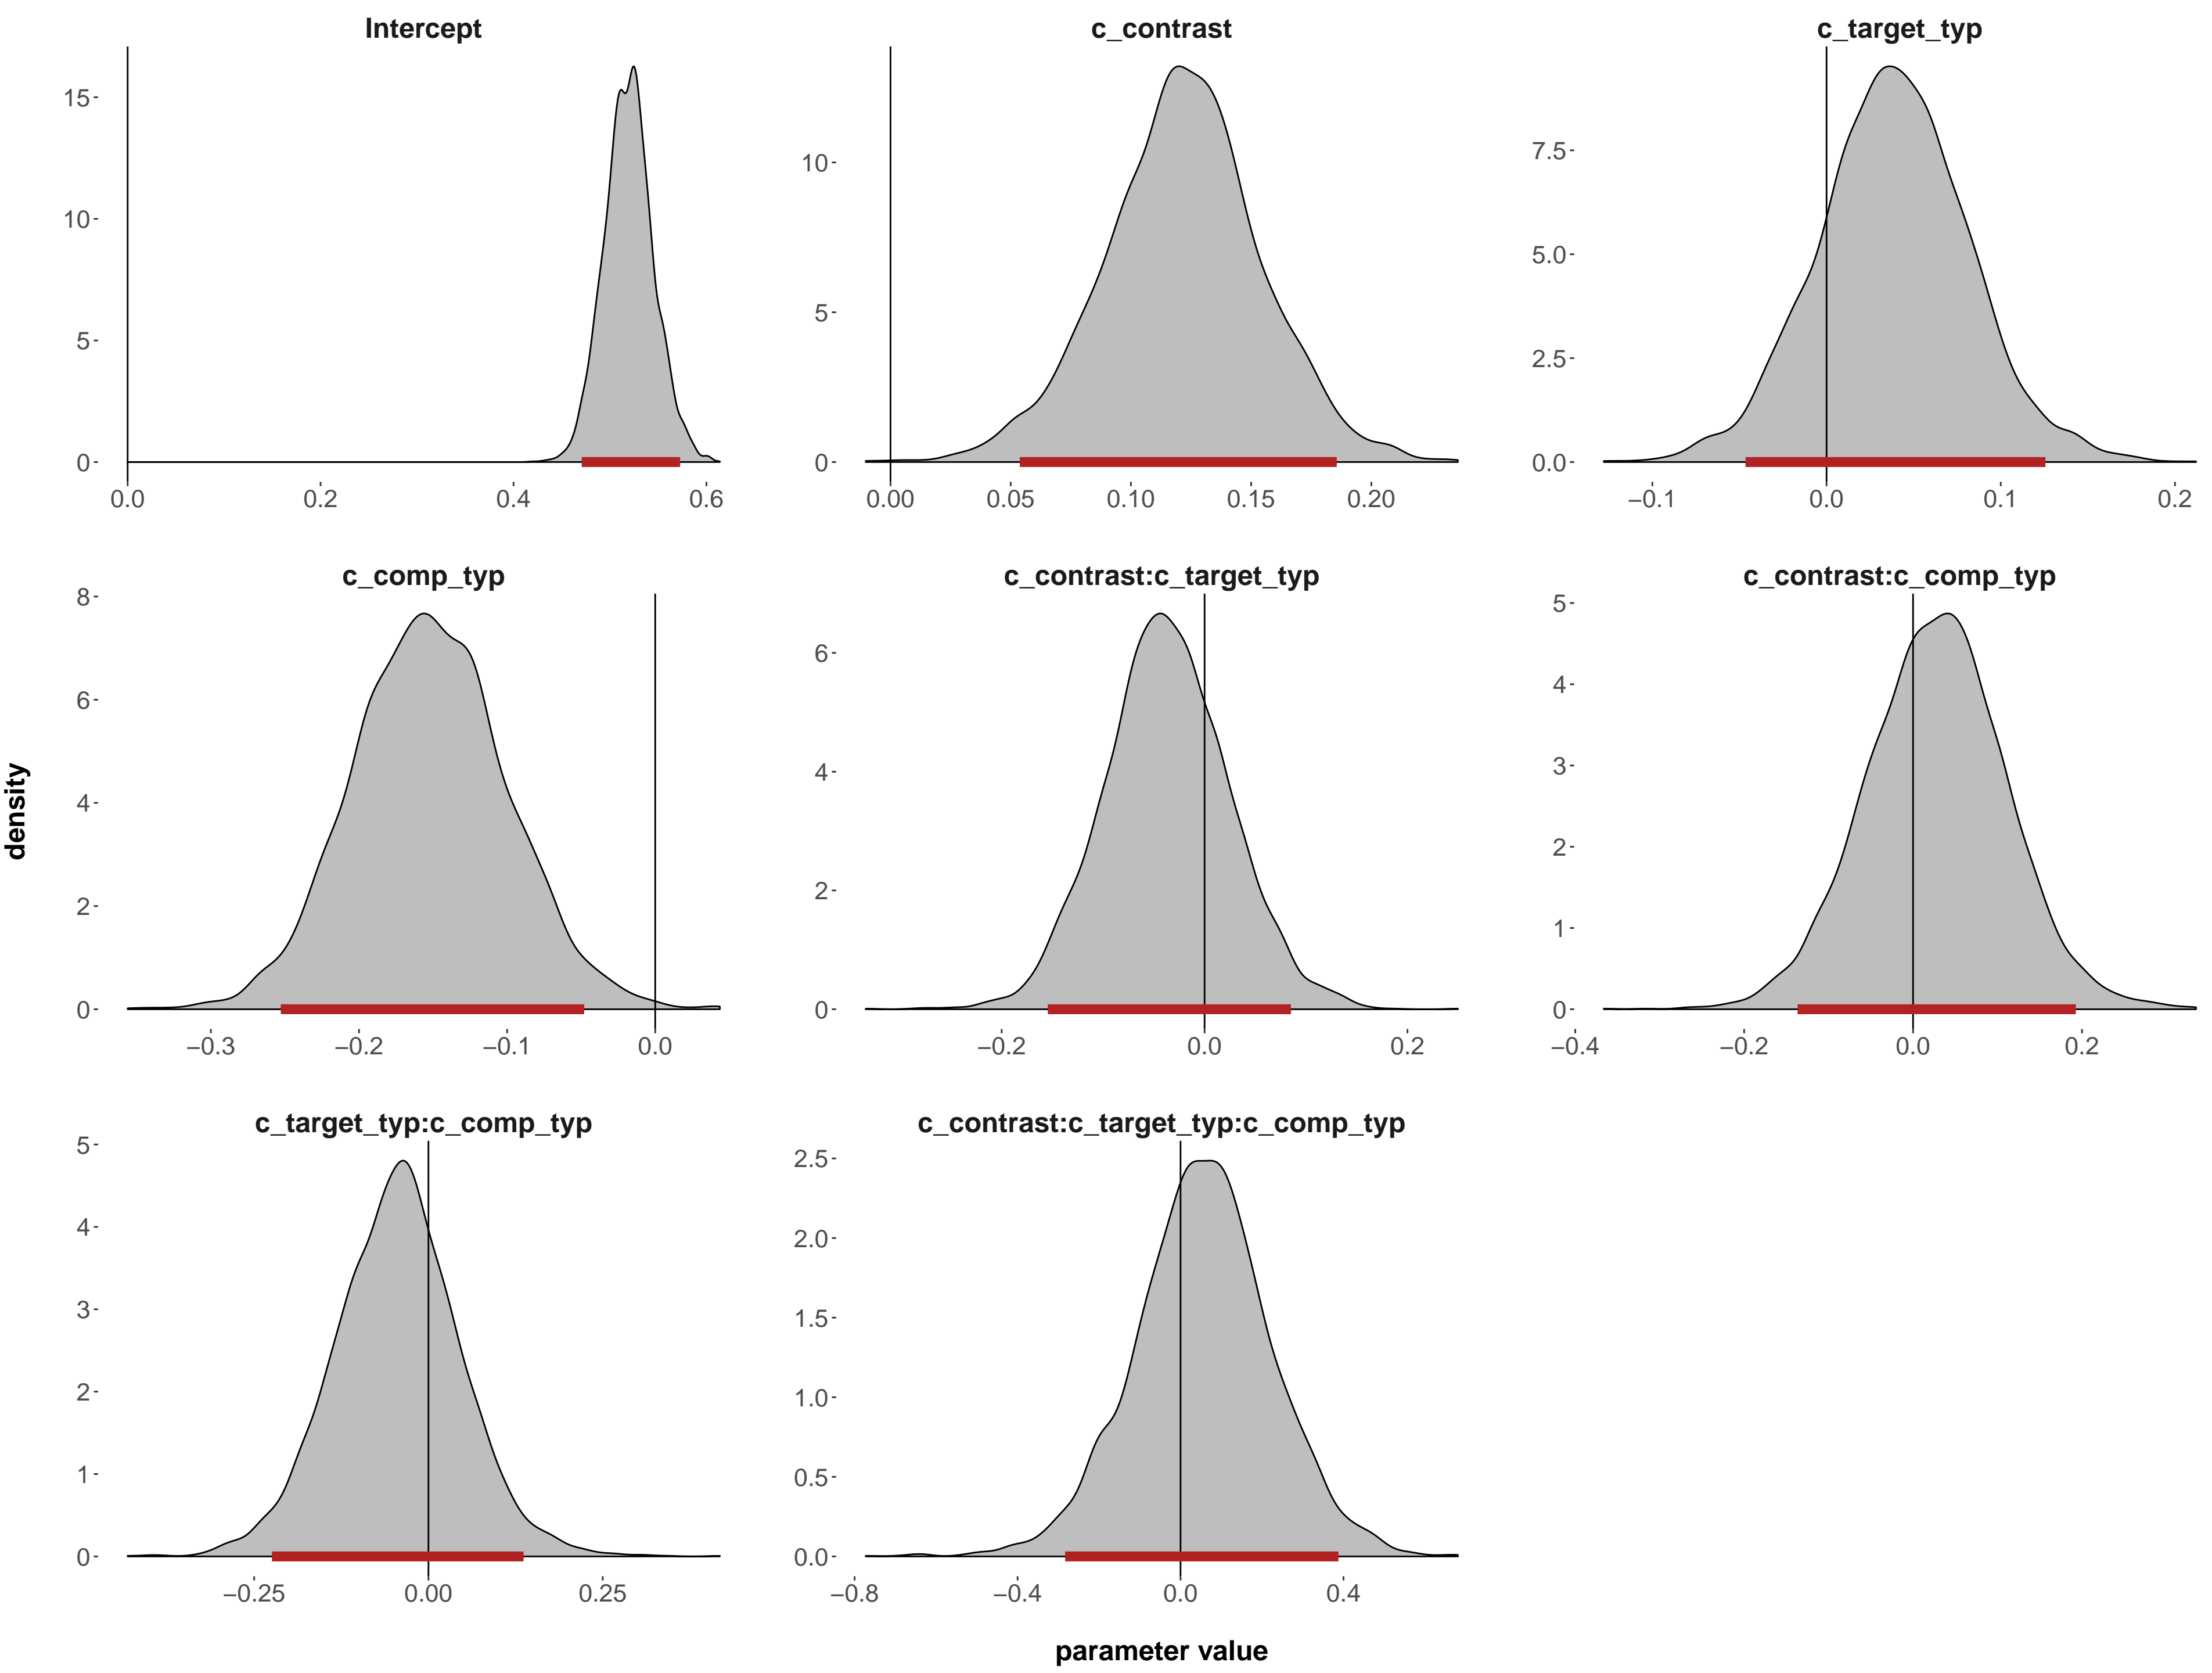 Intercept
c_contrast
c_target_typ
15
10
5
0
0.0 0.2 0.4 0.6
10
5
0
0.00 0.05 0.10 0.15 0.20
7.5
5.0
2.5
0.0
−0.1 0.0 0.1 0.2
c_comp_typ
c_contrast:c_target_typ
c_contrast:c_comp_typ
8
6
4
2
0
−0.3 −0.2 −0.1 0.0
6
4
2
0
−0.2 0.0 0.2
5
4
3
2
1
0
−0.4 −0.2 0.0 0.2
c_target_typ:c_comp_typ
c_contrast:c_target_typ:c_comp_typ
5
4
3
2
1
0
−0.25 0.00 0.25
2.5
2.0
1.5
1.0
0.5
0.0
−0.8 −0.4 0.0 0.4
density
parameter value